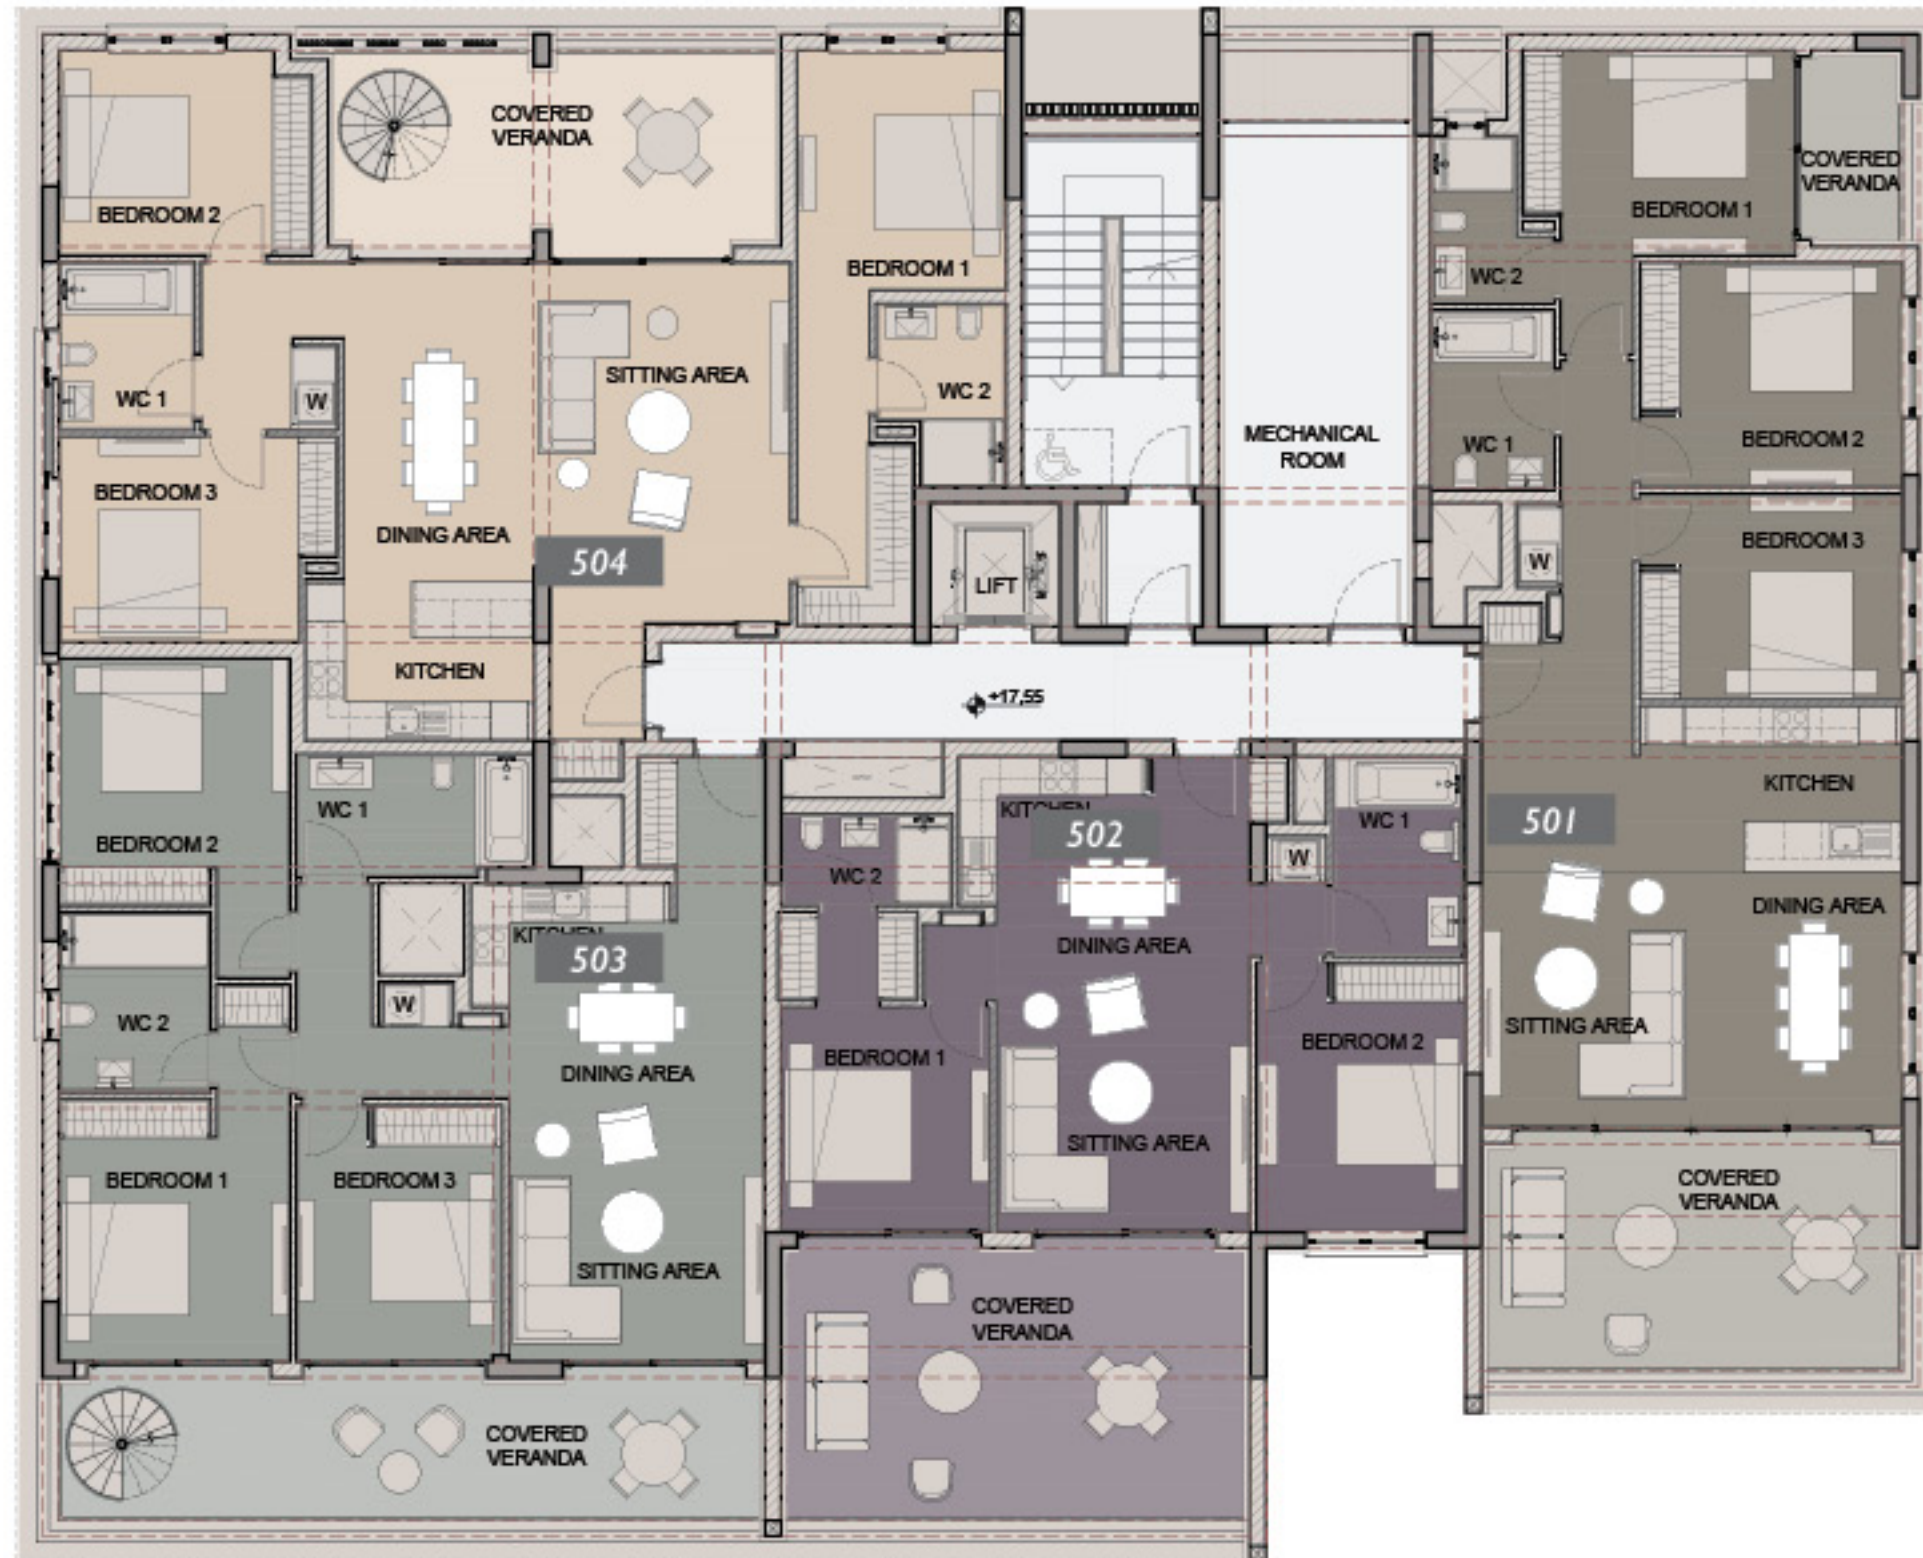 BEDROOM 2
COVERED
VERANDA
BEDROOM 1
WC 1
W
SITTING AREA
WC 2
BEDROOM 3
DINING AREA
504
KITCHEN
LIFT
MECHANICAL
ROOM
+17,55
BEDROOM 1
COVERED
VERANDA
WC 2
WC 1
BEDROOM 2
BEDROOM 3
W
KITCHEN
501
DINING AREA
SITTING AREA
COVERED
VERANDA
BEDROOM 2
WC 1
WC 2
W
KITCHEN
503
DINING AREA
BEDROOM 1
BEDROOM 3
SITTING AREA
COVERED
VERANDA
KITCHEN
502
WC 1
WC 2
W
DINING AREA
BEDROOM 1
BEDROOM 2
SITTING AREA
COVERED
VERANDA